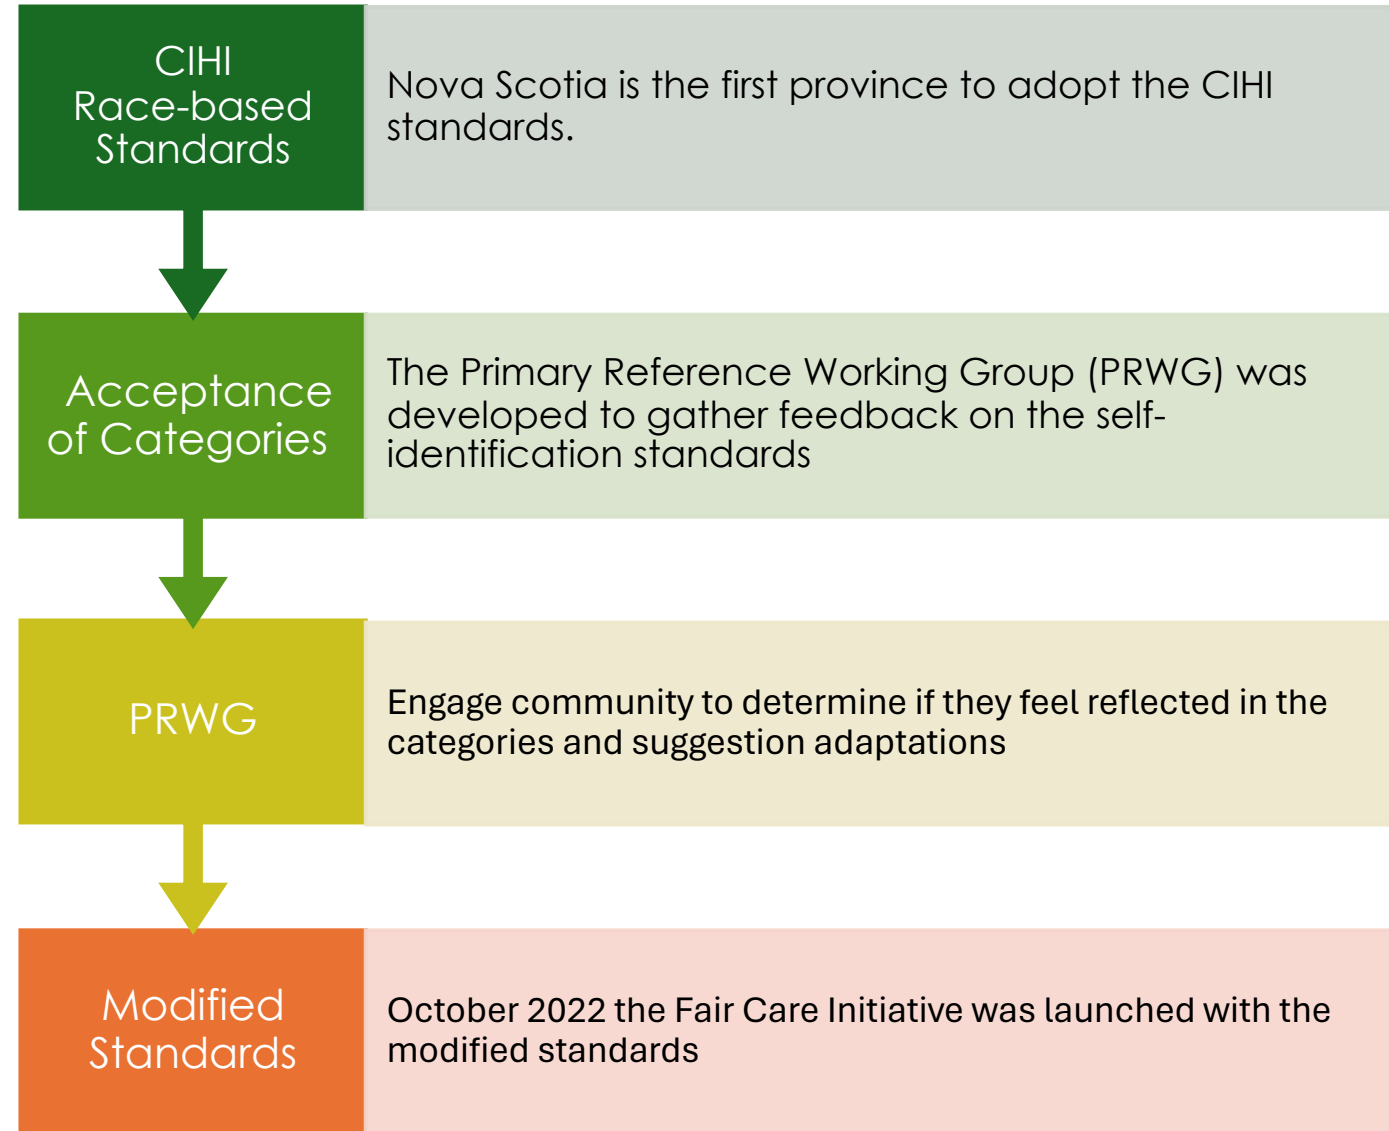 CIHI
Race-based
Standards
Nova Scotia is the first province to adopt the CIHI
standards.
Acceptance
of Categories
The Primary Reference Working Group (PRWG) was
developed to gather feedback on the self-
identification standards
PRWG
Engage community to determine if they feel reflected in the
categories and suggestion adaptations
Modified
Standards
October 2022 the Fair Care Initiative was launched with the
modified standards